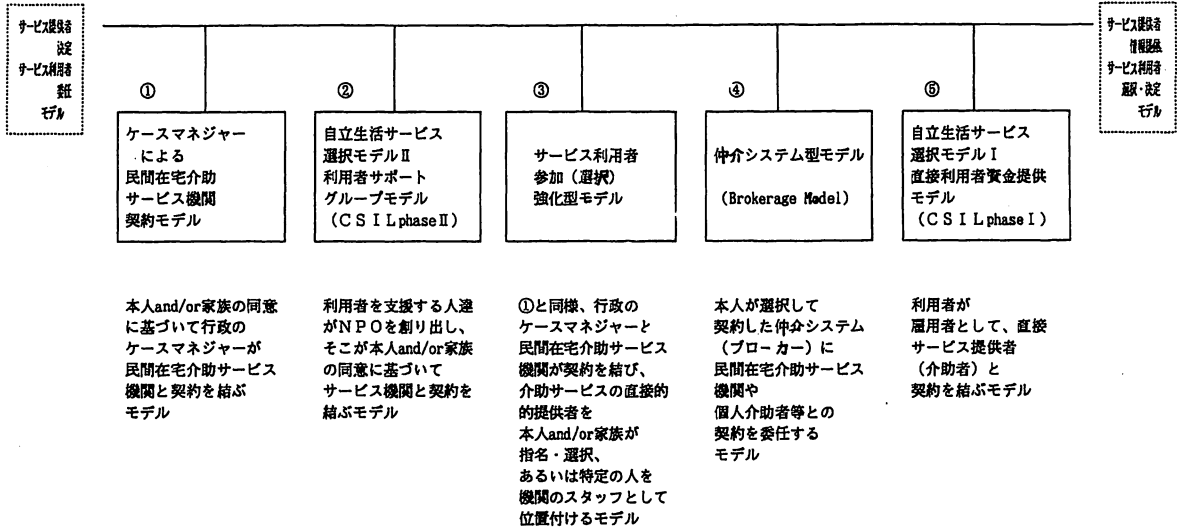 サービス提供者
決定
サービス利用者
委任
モデル
サービス提供者
情報提供
サービス利用者
選択・決定
モデル
①
ケースマネジャー
による
民間在宅介助
サービス機関
契約モデル
②
自立生活サービス
選択モデルⅡ
利用者サポート
グループモデル
（ＣＳＩＬphaseⅡ）
③
サービス利用者
参加（選択）
強化型モデル
④
仲介システム型モデル
(Brokerage Model)
⑤
自立生活サービス
選択モデルⅠ
直接利用者資金提供
モデル
（ＣＳＩＬphaseⅠ）
本人and/or家族の同意
に基づいて行政の
ケースマネジャーが
民間在宅介助サービス
機関と契約を結ぶ
モデル
利用者を支援する人達
がＮＰＯを創り出し、
そこが本人and/or家族
の同意に基づいて
サービス機関と契約を
結ぶモデル
①と同様、行政の
ケースマネジャーと
民間在宅介助サービス
機関が契約を結び、
介助サービスの直接的
的提供者を
本人and/or家族が
指名・選択、
あるいは特定の人を
機関のスタッフとして
位置付けるモデル
本人が選択して
契約した仲介システム
（ブローカー）に
民間在宅介助サービス
機関や
個人介助者等との
契約を委任する
モデル
利用者が
雇用者として、直接
サービス提供者
（介助者）と
契約を結ぶモデル